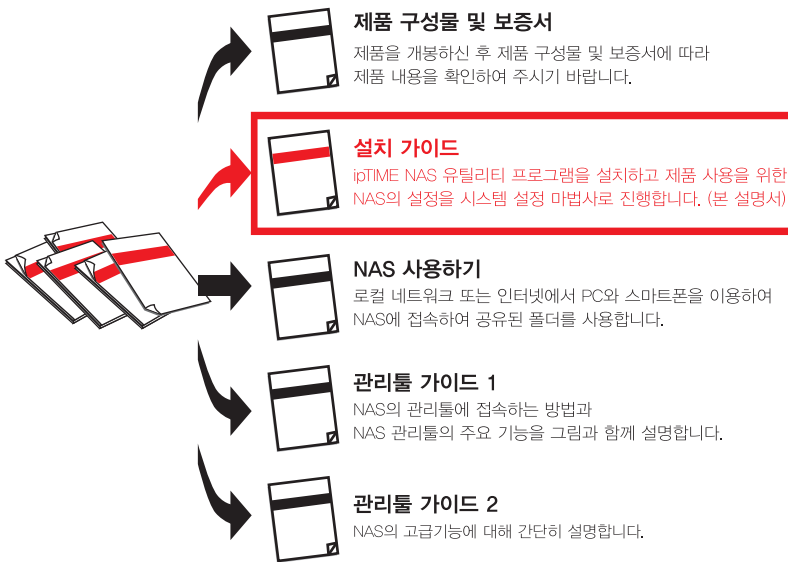 제품 구성물 및 보증서
제품을 개봉하신 후 제품 구성물 및 보증서에 따라
제품 내용을 확인하여 주시기 바랍니다.
설치 가이드
ipTIME NAS 유틸리티 프로그램을 설치하고 제품 사용을 위한
NAS의 설정을 시스템 설정 마법사로 진행합니다. (본 설명서)
NAS 사용하기
로컬 네트워크 또는 인터넷에서 PC와 스마트폰을 이용하여
NAS에 접속하여 공유된 폴더를 사용합니다.
관리툴 가이드 1
NAS의 관리툴에 접속하는 방법과
NAS 관리툴의 주요 기능을 그림과 함께 설명합니다.
관리툴 가이드 2
NAS의 고급기능에 대해 간단히 설명합니다.